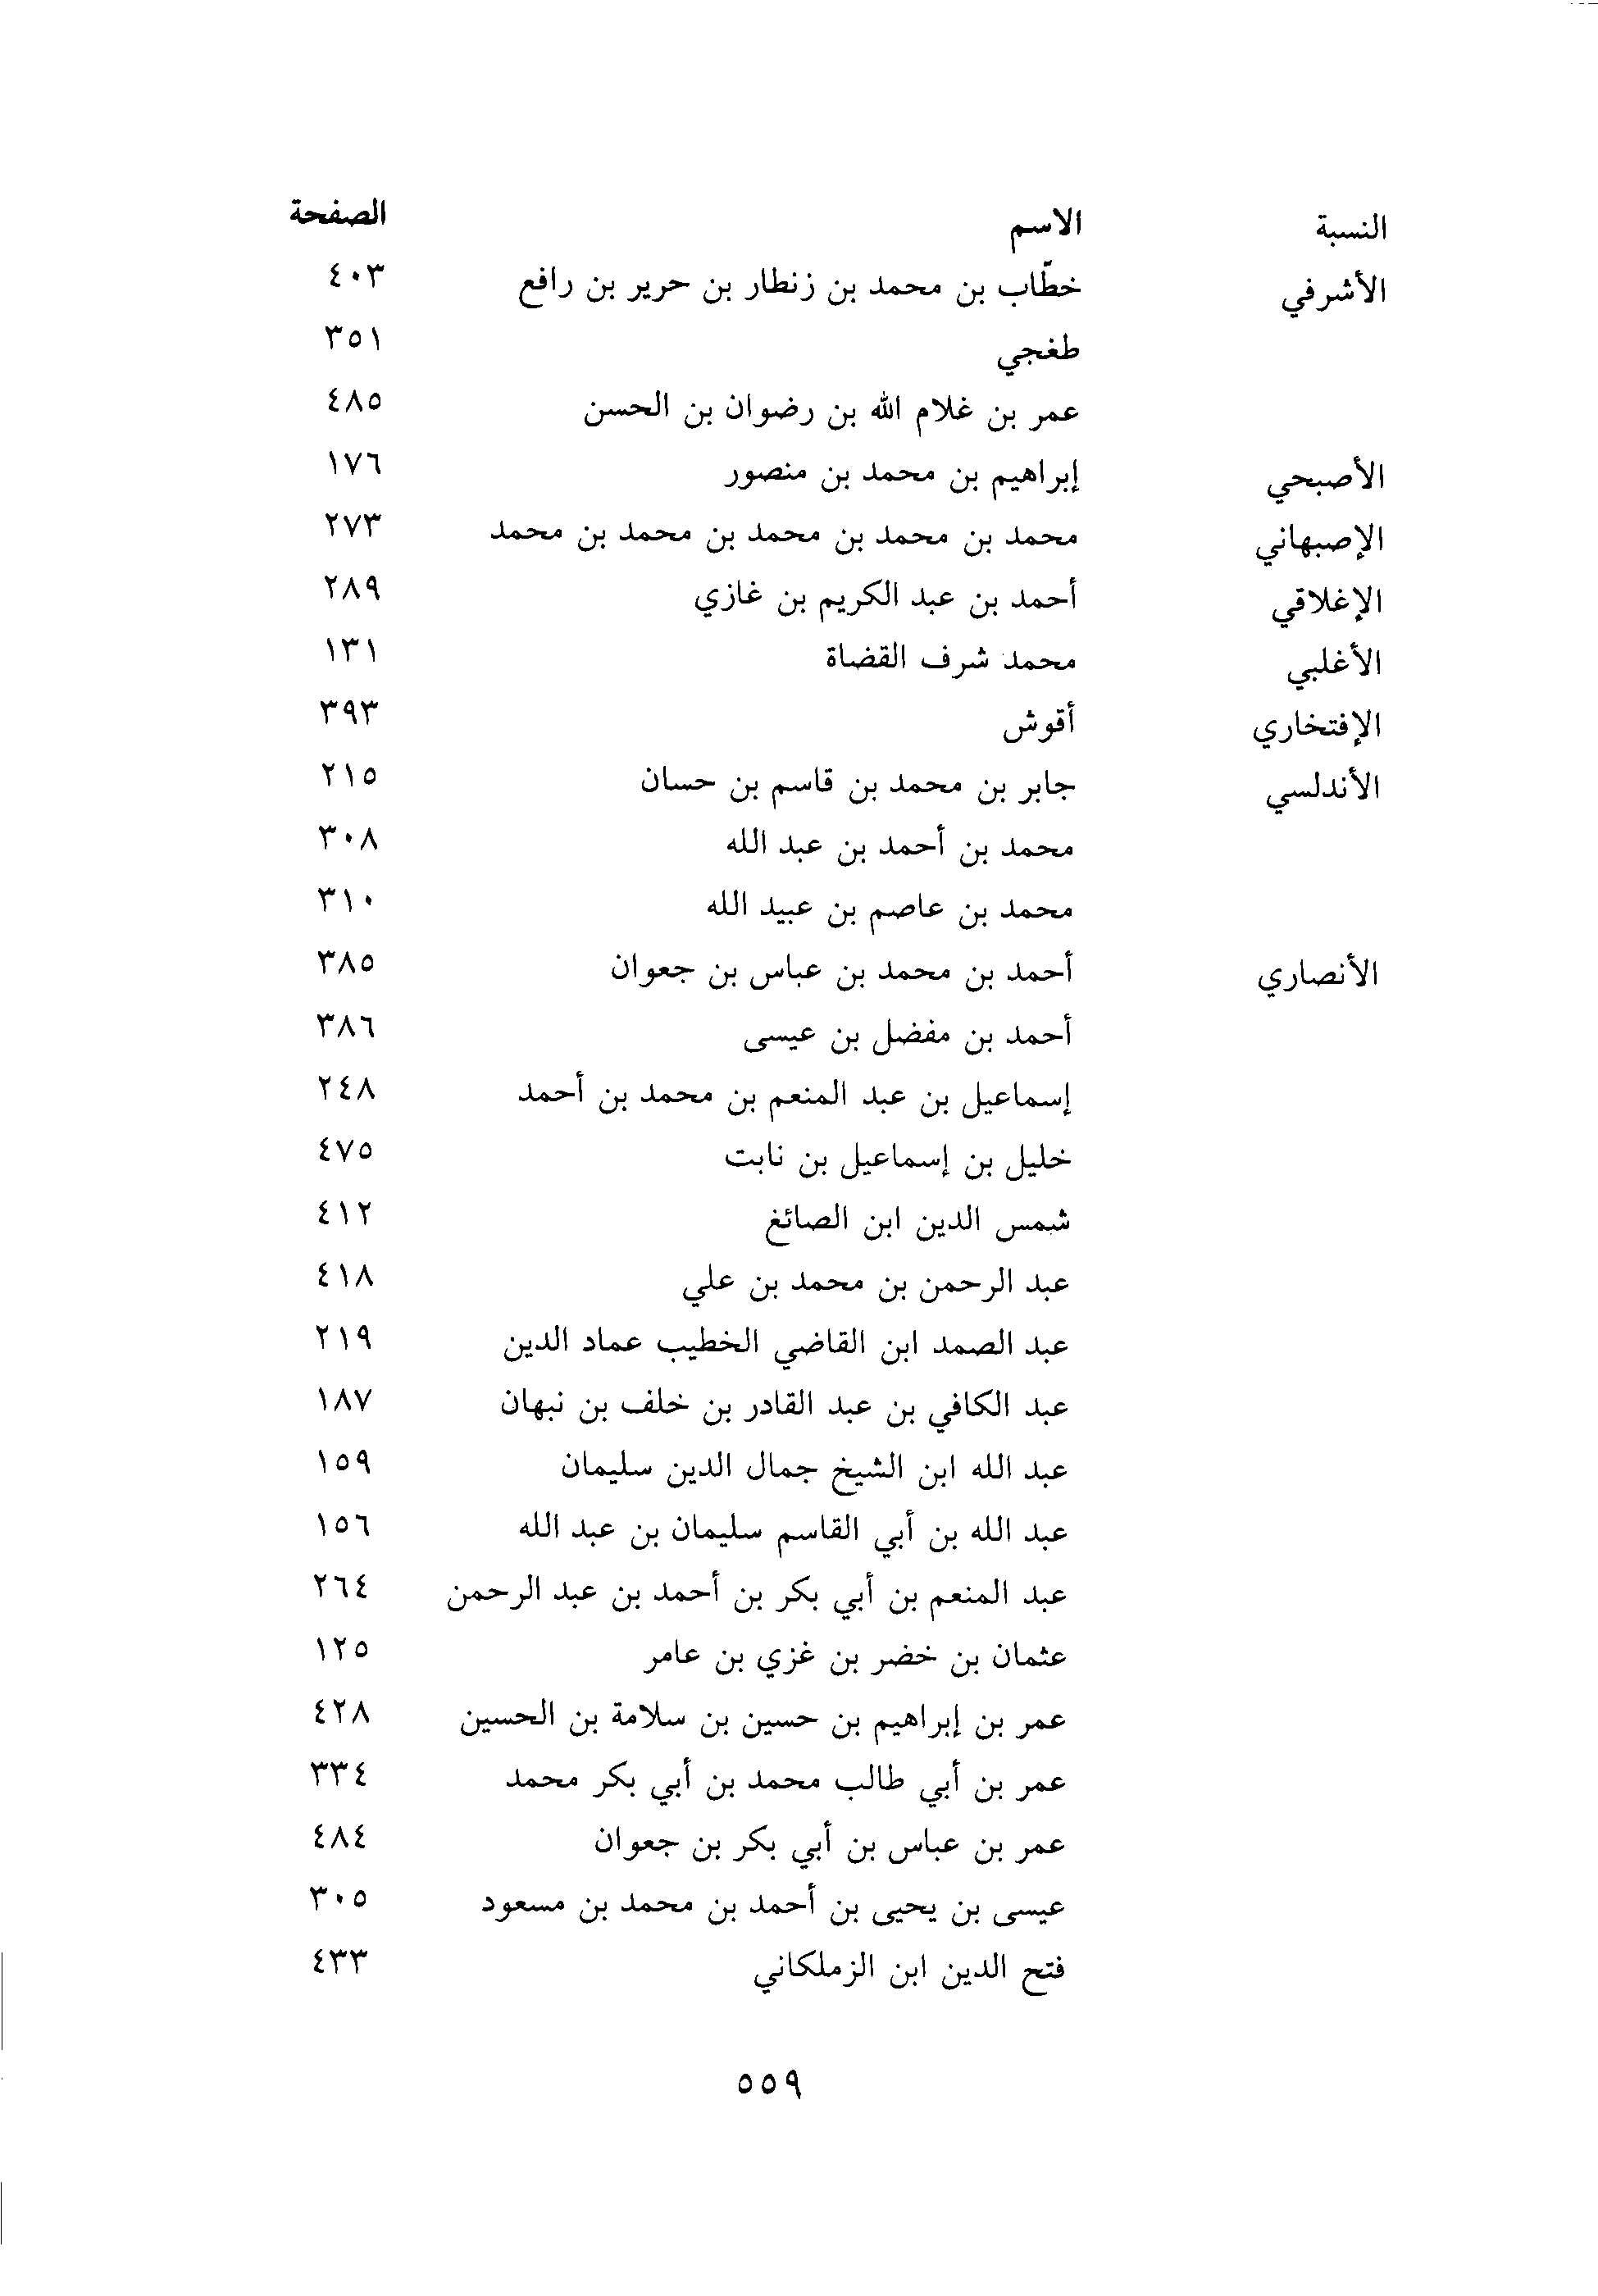 النسبة الاسم الصفحة
الأشرفي خطّاب بن محمد بن زنطار بن حرير بن رافع ٤٠٣
طغجي ٣٥١
عمر بن غلام الله بن رضوان بن الحسن ٤٨٥
الأصبحي إبراهيم بن محمد بن منصور ١٧٦
الإصبهاني محمد بن محمد بن محمد بن محمد بن محمد ٢٧٣
الإغلاقي أحمد بن عبد الكريم بن غازي ٢٨٩
الأغلبي محمد شرف القضاة ١٣١
الإفتخاري أقوش ٣٩٣
الأندلسي جابر بن محمد بن قاسم بن حسان ٢١٥
محمد بن أحمد بن عبد الله ٣٠٨
محمد بن عاصم بن عبيد الله ٣١٠
الأنصاري أحمد بن محمد بن عباس بن جعوان ٣٨٥
أحمد بن مفضل بن عيسى ٣٨٦
إسماعيل بن عبد المنعم بن محمد بن أحمد ٢٤٨
خليل بن إسماعيل بن نابت ٤٧٥
شمس الدين ابن الصائغ ٤١٢
عبد الرحمن بن محمد بن علي ٤١٨
عبد الصمد ابن القاضي الخطيب عماد الدين ٢١٩
عبد الكافي بن عبد القادر بن خلف بن نبهان ١٨٧
عبد الله ابن الشيخ جمال الدين سليمان ١٥٩
عبد الله بن أبي القاسم سليمان بن عبد الله ١٥٦
عبد المنعم بن أبي بكر بن أحمد بن عبد الرحمن ٢٦٤
عثمان بن خضر بن غزي بن عامر ١٢٥
عمر بن إبراهيم بن حسين بن سلامة بن الحسين ٤٢٨
عمر بن أبي طالب محمد بن أبي بكر محمد ٣٣٤
عمر بن عباس بن أبي بكر بن جعوان ٤٨٤
عيسى بن يحيى بن أحمد بن محمد بن مسعود ٣٠٥
فتح الدين ابن الزملكاني ٤٣٣
٥٥٩